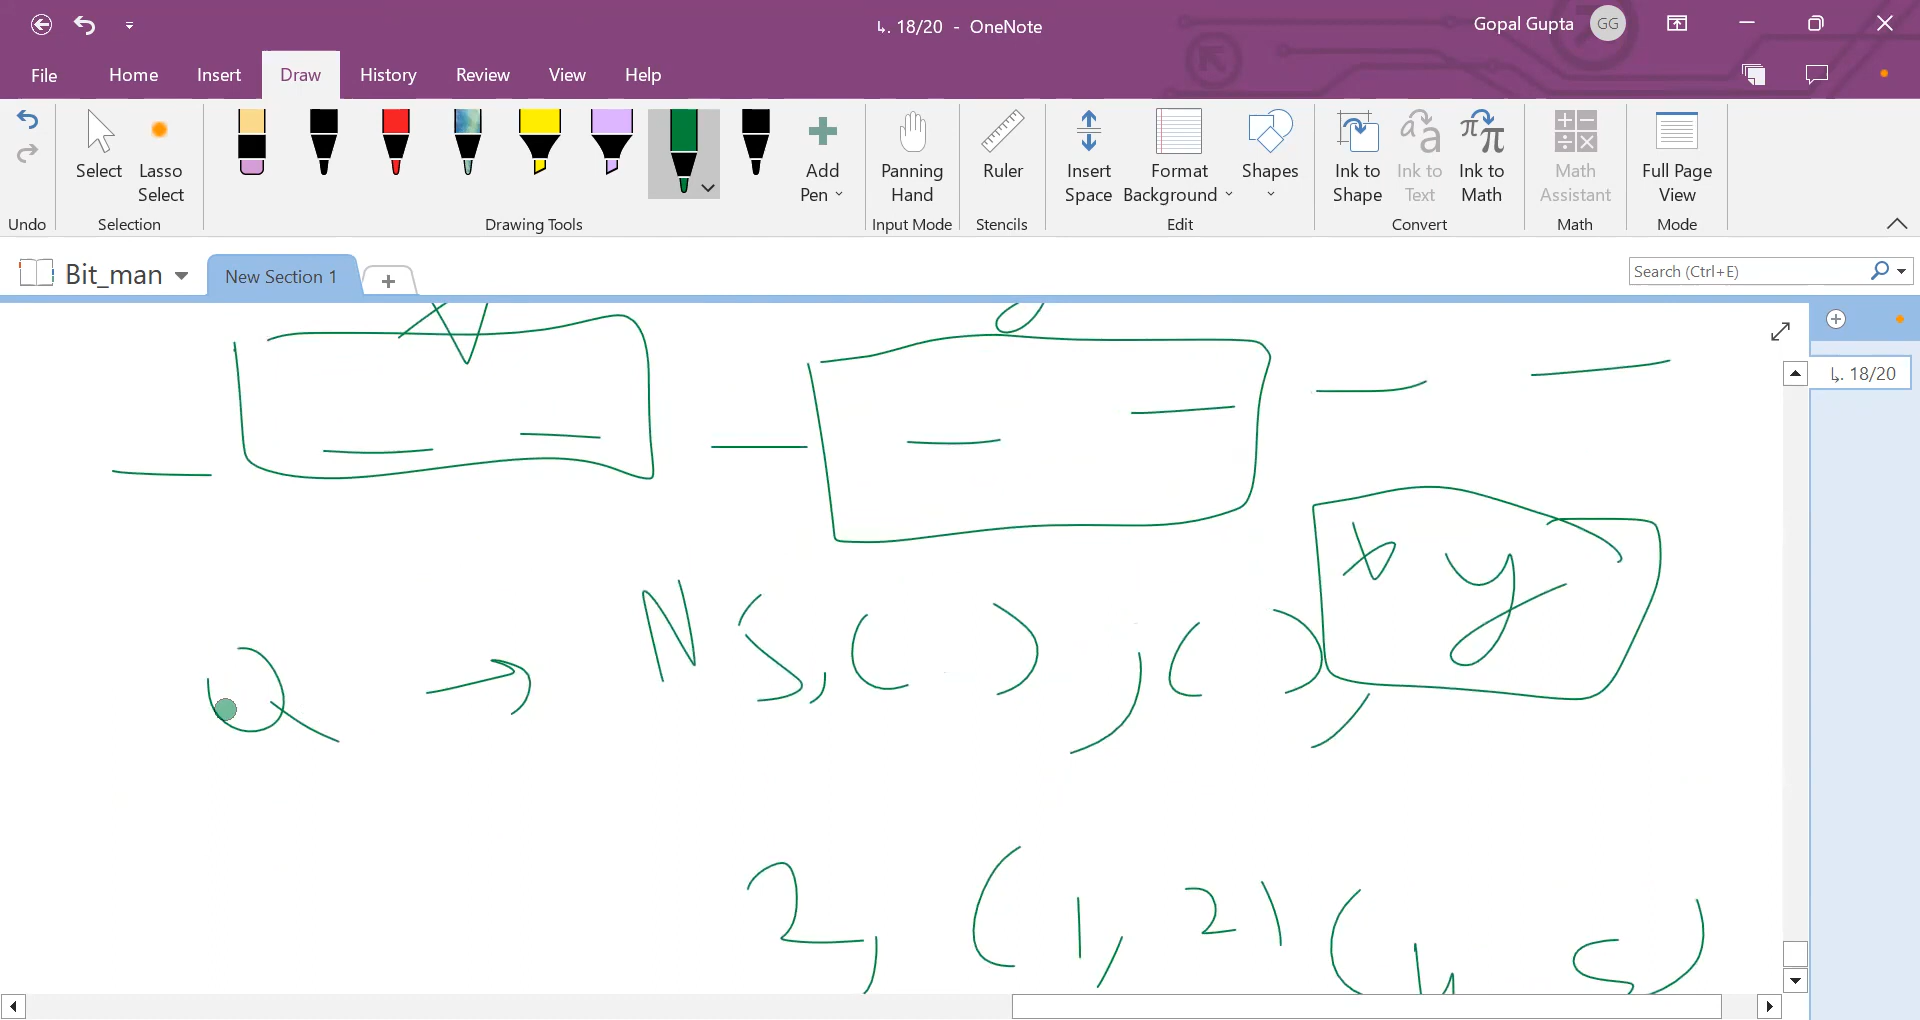 ь. 18/20 - OneNote
Gopal Gupta GG
File Home Insert Draw History Review View Help
Select
Lasso Select
Add Pen
Panning Hand
Ruler
Insert Space
Format Background
Shapes
Ink to Shape
Ink to Text
Ink to Math
Math Assistant
Full Page View
Undo Selection Drawing Tools Input Mode Stencils Edit Convert Math Mode
Bit_man New Section 1 + Search (Ctrl+E)
ь. 18/20
x y
Q → NS, ( ), ( ),
2, (1, 2) (4, 5)